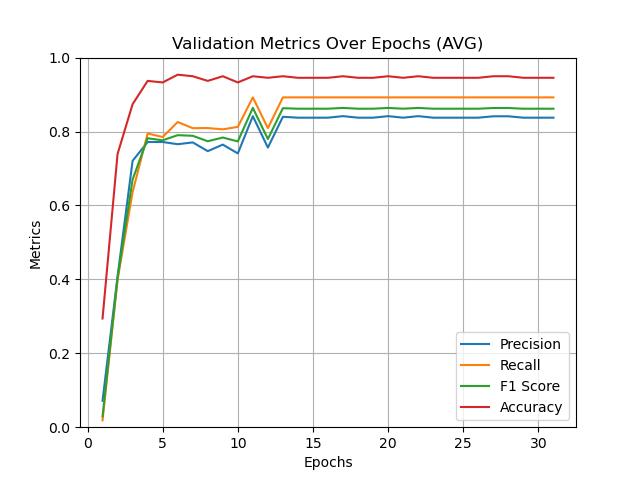 Validation Metrics Over Epochs (AVG)
1.0
0.8
0.6
0.4
0.2
0.0
Metrics
0 5 10 15 20 25 30
Epochs
Precision
Recall
F1 Score
Accuracy